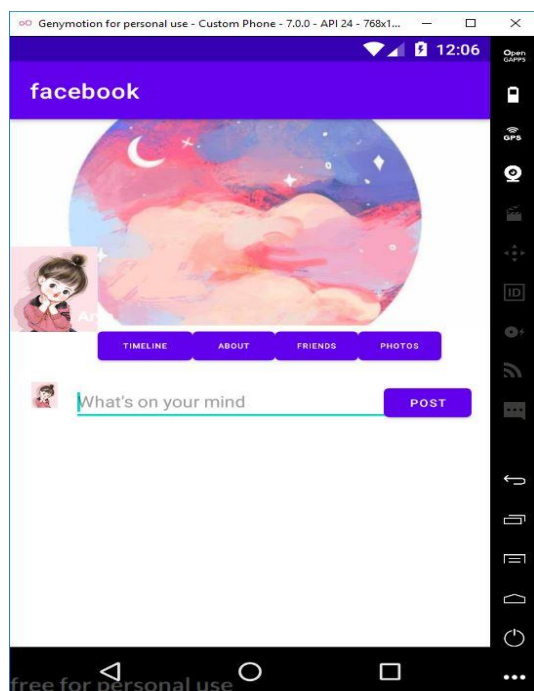 Genymotion for personal use - Custom Phone - 7.0.0 - API 24 - 768x1...
12:06
Open
GAPPS
facebook
GPS
ID
TIMELINE
ABOUT
FRIENDS
PHOTOS
What's on your mind
POST
free for personal use